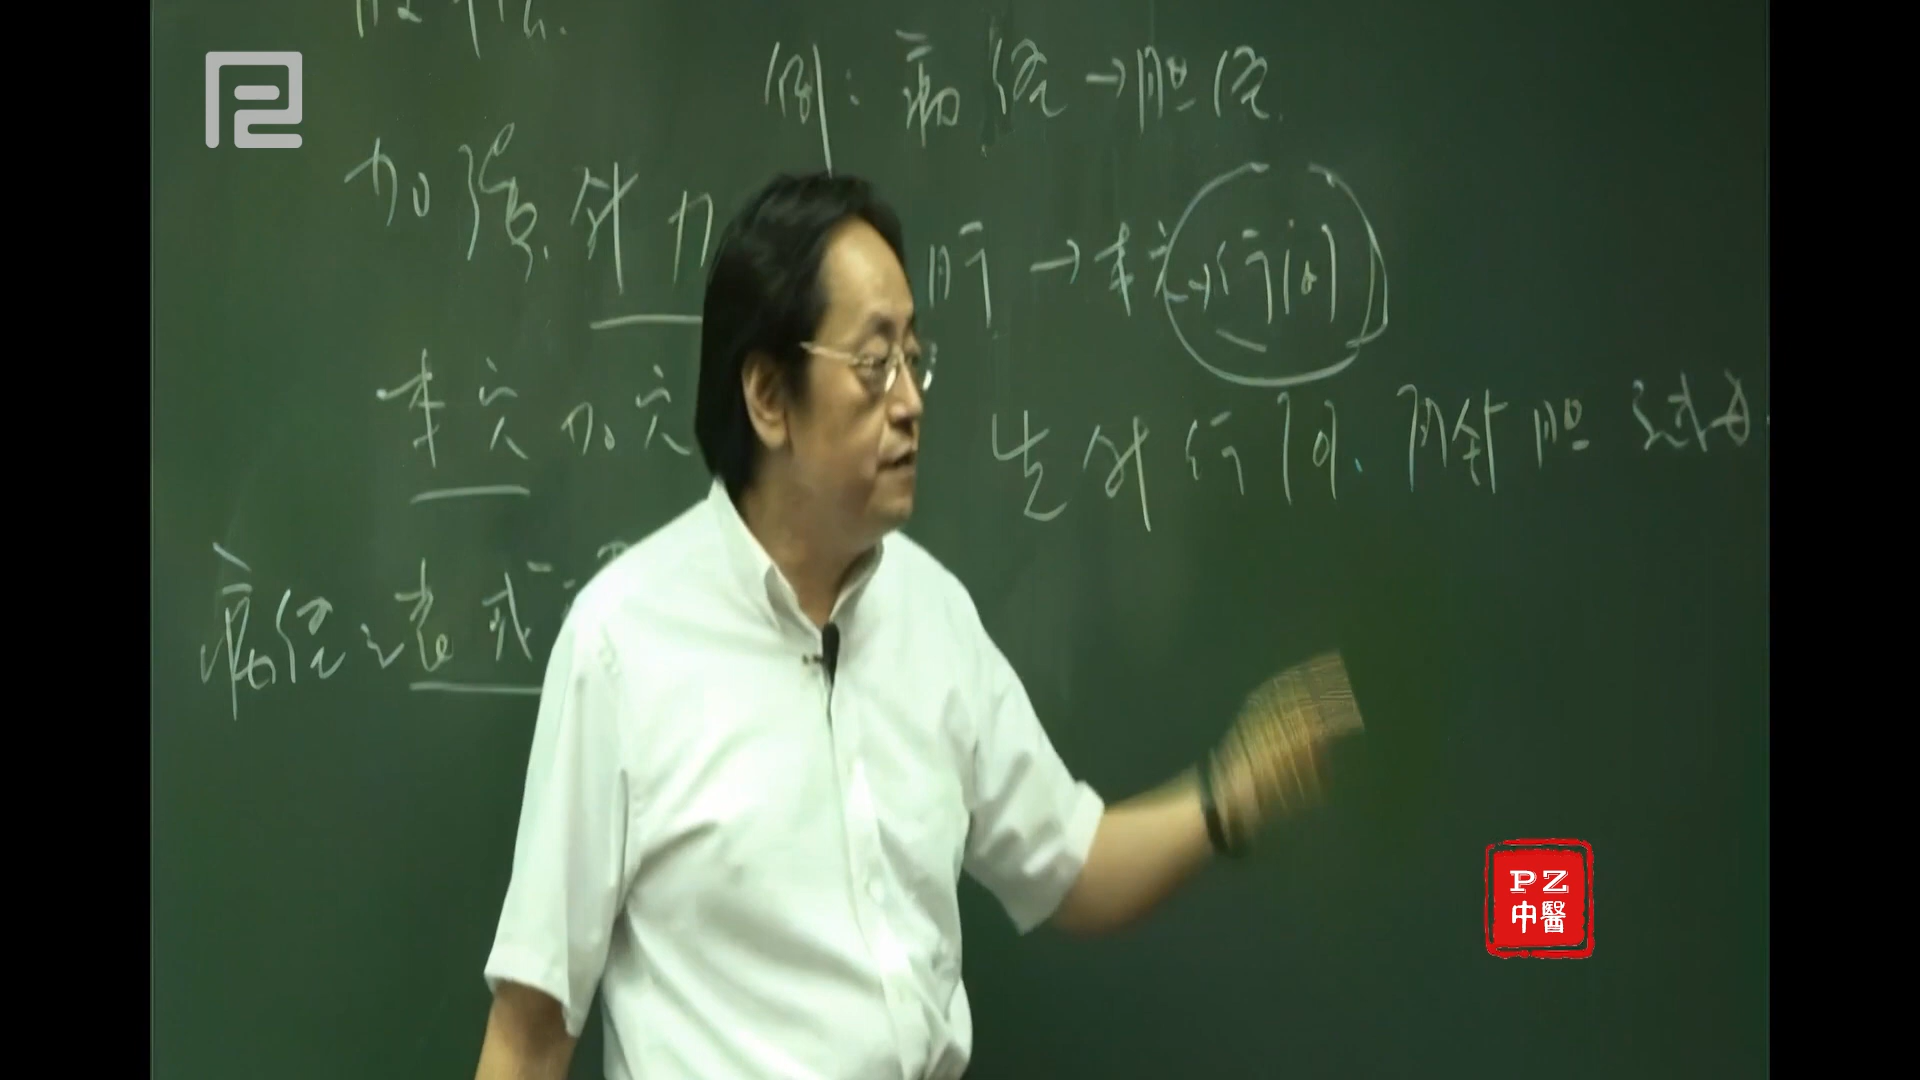 例：病经→胆经
加强针力
肝→本穴→行间
本穴加穴
先针行间、再针胆
病经之表或
PZ
中醫